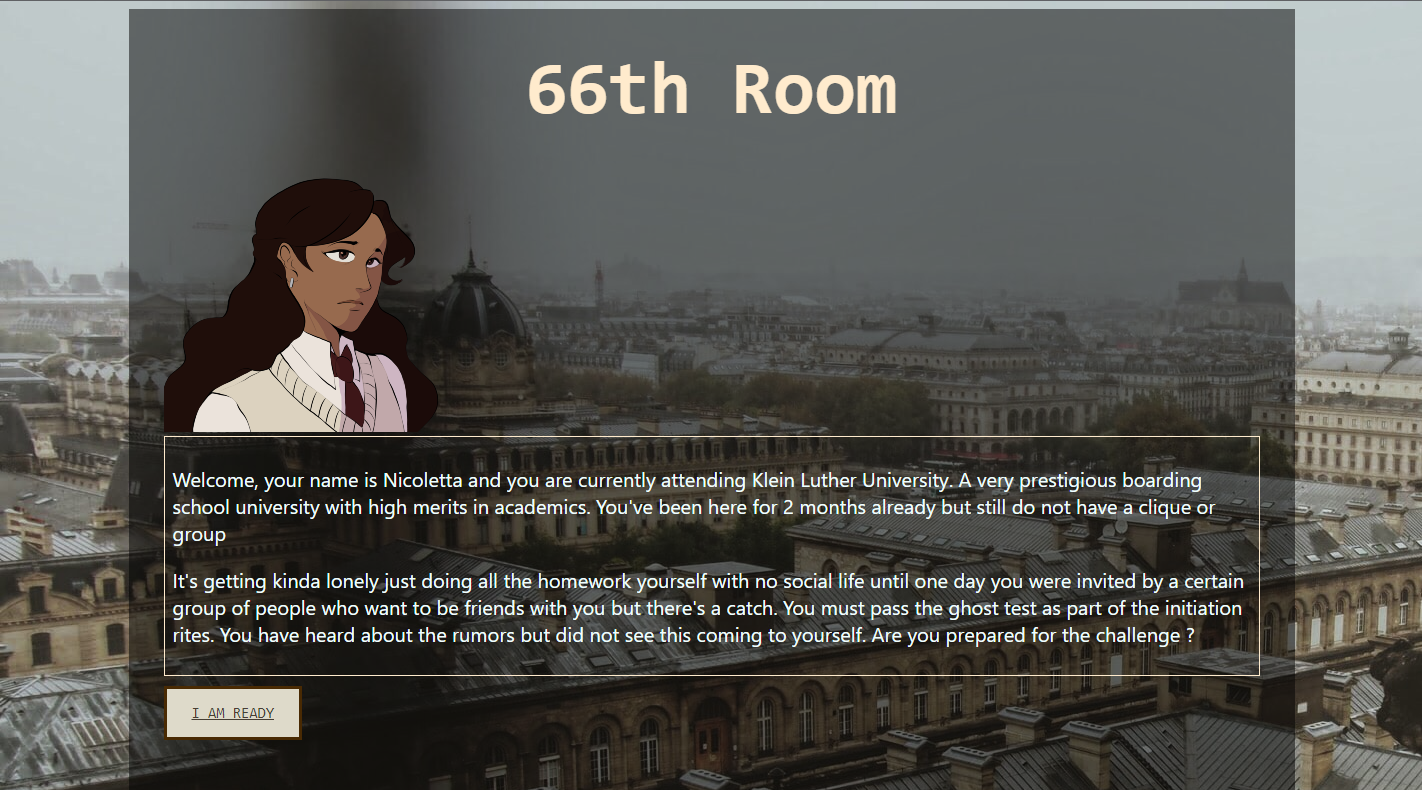 66th Room
Welcome, your name is Nicoletta and you are currently attending Klein Luther University. A very prestigious boarding
school university with high merits in academics. You've been here for 2 months already but still do not have a clique or
group
It's getting kinda lonely just doing all the homework yourself with no social life until one day you were invited by a certain
group of people who want to be friends with you but there's a catch. You must pass the ghost test as part of the initiation
rites. You have heard about the rumors but did not see this coming to yourself. Are you prepared for the challenge ?
I AM READY